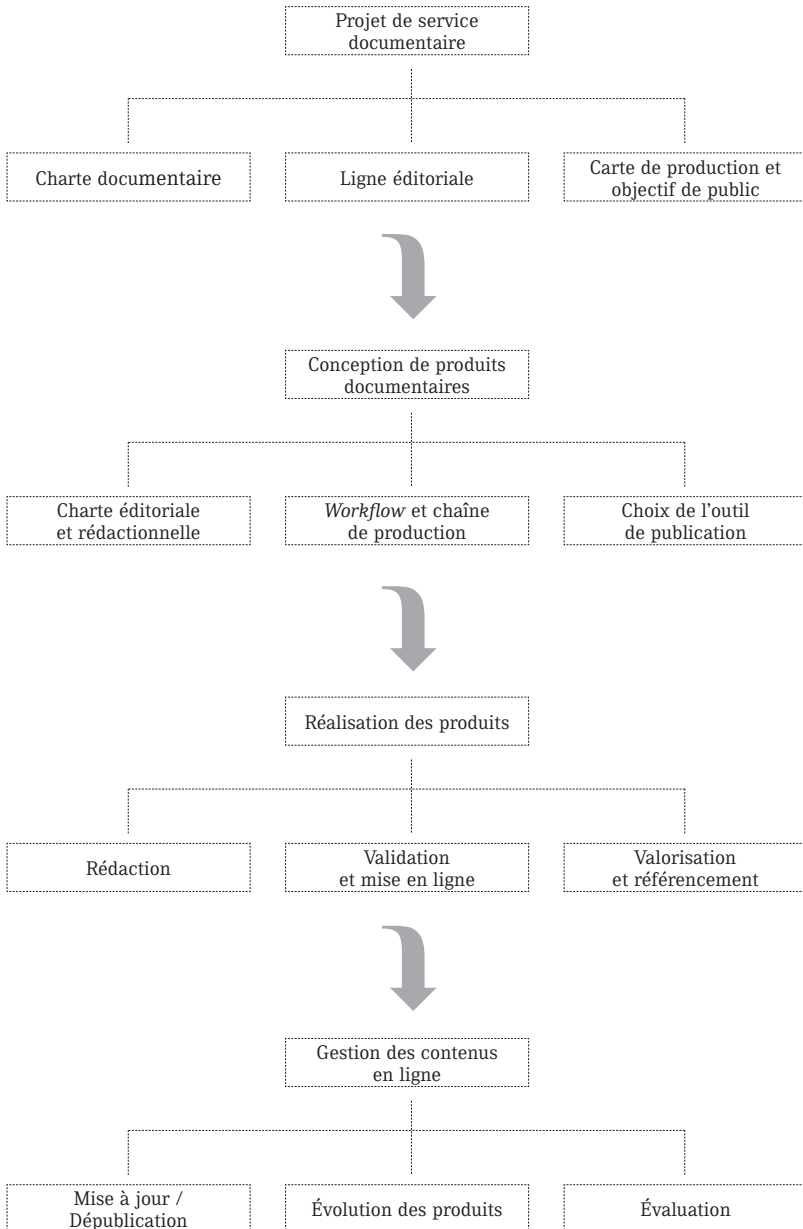 Projet de service
documentaire
Charte documentaire
Ligne éditoriale
Carte de production et
objectif de public
Conception de produits
documentaires
Charte éditoriale
et rédactionnelle
Workflow et chaîne
de production
Choix de l’outil
de publication
Réalisation des produits
Rédaction
Validation
et mise en ligne
Valorisation
et référencement
Gestion des contenus
en ligne
Mise à jour /
Dépublication
Évolution des produits
Évaluation